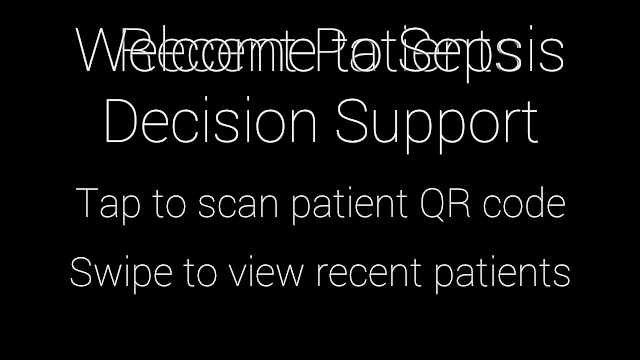 Welcome to Sepsis
Recent Patients
Decision Support
Tap to scan patient QR code
Swipe to view recent patients